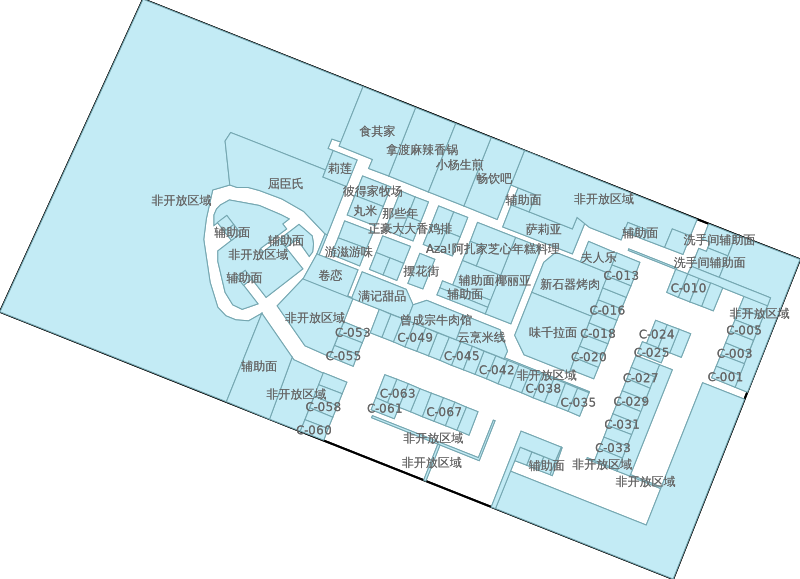 食其家
拿渡麻辣香锅
小杨生煎
畅饮吧
莉莲
屈臣氏
彼得家牧场
非开放区域
丸米
那些年
辅助面
非开放区域
正豪大大香鸡排
萨莉亚
辅助面
辅助面
洗手间辅助面
辅助面
非开放区域
游滋游味
Aza!阿扎家芝心年糕料理
夫人乐
洗手间辅助面
卷恋
摆花街
辅助面
辅助面
椰丽亚
新石器烤肉
C-013
C-010
满记甜品
辅助面
C-016
非开放区域
非开放区域
曾成宗牛肉馆
C-053
C-049
云烹米线
味千拉面
C-018
C-024
C-005
C-055
C-045
C-020
C-025
C-003
辅助面
C-042
非开放区域
C-027
C-001
非开放区域
C-063
C-038
C-058
C-061
C-067
C-035
C-029
C-060
非开放区域
C-031
非开放区域
辅助面
非开放区域
C-033
非开放区域